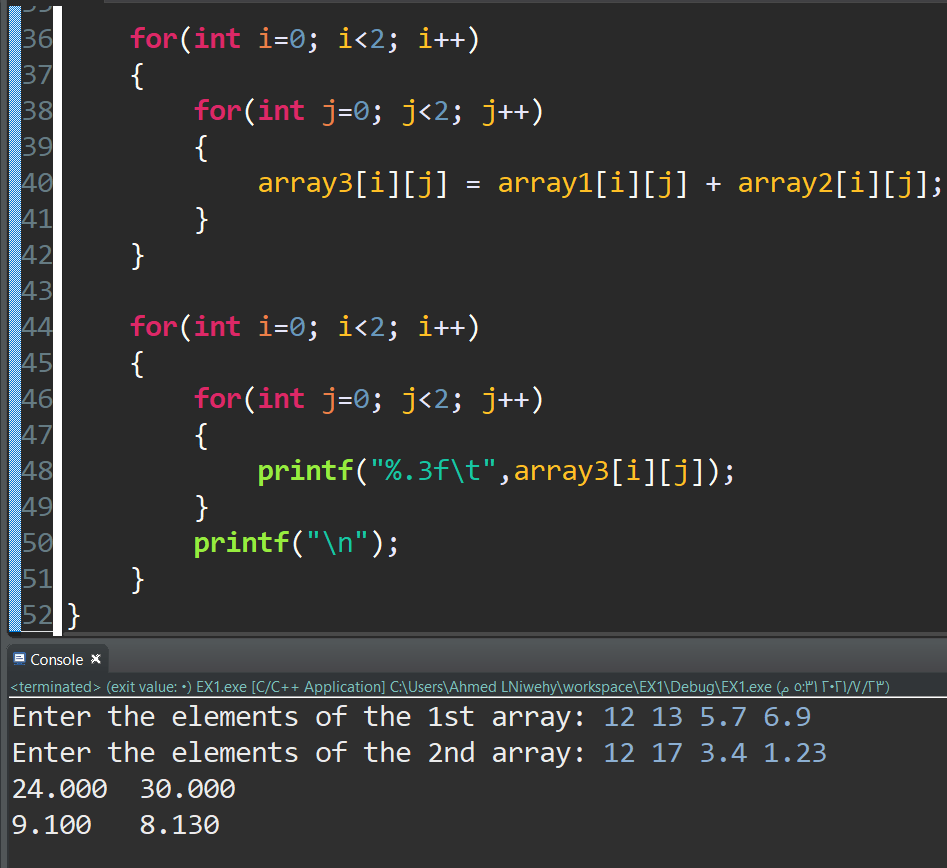 35
36 for(int i=0; i<2; i++)
37 {
38 for(int j=0; j<2; j++)
39 {
40 array3[i][j] = array1[i][j] + array2[i][j];
41 }
42 }
43
44 for(int i=0; i<2; i++)
45 {
46 for(int j=0; j<2; j++)
47 {
48 printf("%.3f\t",array3[i][j]);
49 }
50 printf("\n");
51 }
52 }
Console
<terminated> (exit value: ٠) EX1.exe [C/C++ Application] C:\Users\Ahmed LNiwehy\workspace\EX1\Debug\EX1.exe (٢٣‏/٧‏/٢٠٢١ ٥:٣١ م)
Enter the elements of the 1st array: 12 13 5.7 6.9
Enter the elements of the 2nd array: 12 17 3.4 1.23
24.000 30.000
9.100 8.130